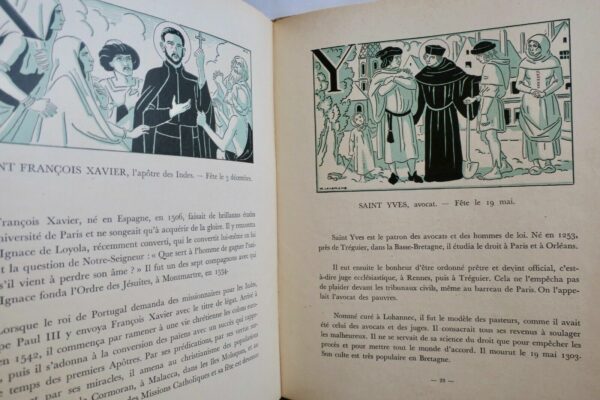 NT FRANÇOIS XAVIER, l'apôtre des Indes. — Fête le 3 décembre.
François Xavier, né en Espagne, en 1506, faisait de brillantes études
niversité de Paris et ne songeait qu'à acquérir de la gloire. Il y rencontra
Ignace de Loyola, récemment converti, qui le convertit lui-même en lui
t la question de Notre-Seigneur : « Que sert à l'homme de gagner l'uni-
s'il vient à perdre son âme ? » Il fut un des sept compagnons avec qui
Ignace fonda l'Ordre des Jésuites, à Montmartre, en 1534.
Lorsque le roi de Portugal demanda des missionnaires pour les Indes,
pe Paul III y envoya François Xavier avec le titre de légat. Arrivé à
en 1542, il commença par ramener à une vie chrétienne les colons euro-
puis il s'adonna à la conversion des païens avec un succès qui rappe-
e temps des premiers Apôtres. Par ses prédications, par ses vertus
et par ses miracles, il amena au christianisme des populations
Cormoran, à Malacca, dans les îles Moluques, au
des Missions Catholiques et sa fête
Y
SAINT YVES, avocat. — Fête le 19 mai.
Saint Yves est le patron des avocats et des hommes de loi. Né en 1253,
près de Tréguier, dans la Basse-Bretagne, il étudia le droit à Paris et à Orléans.
Il eut ensuite le bonheur d'être ordonné prêtre et devint official, c'est-
à-dire juge ecclésiastique, à Rennes, puis à Tréguier. Cela ne l'empêcha pas
de plaider devant les tribunaux civils, même au barreau de Paris. On l'appe-
lait l'avocat des pauvres.
Nommé curé à Lohannec, il fut le modèle des pasteurs, comme il avait
été celui des avocats et des juges. Il consacrait tous ses revenus à soulager
les malheureux. Il ne se servait de la science du droit que pour empêcher les
procès et pour mettre tout le monde d'accord. Il mourut le 19 mai 1303.
Son culte est très populaire en Bretagne.